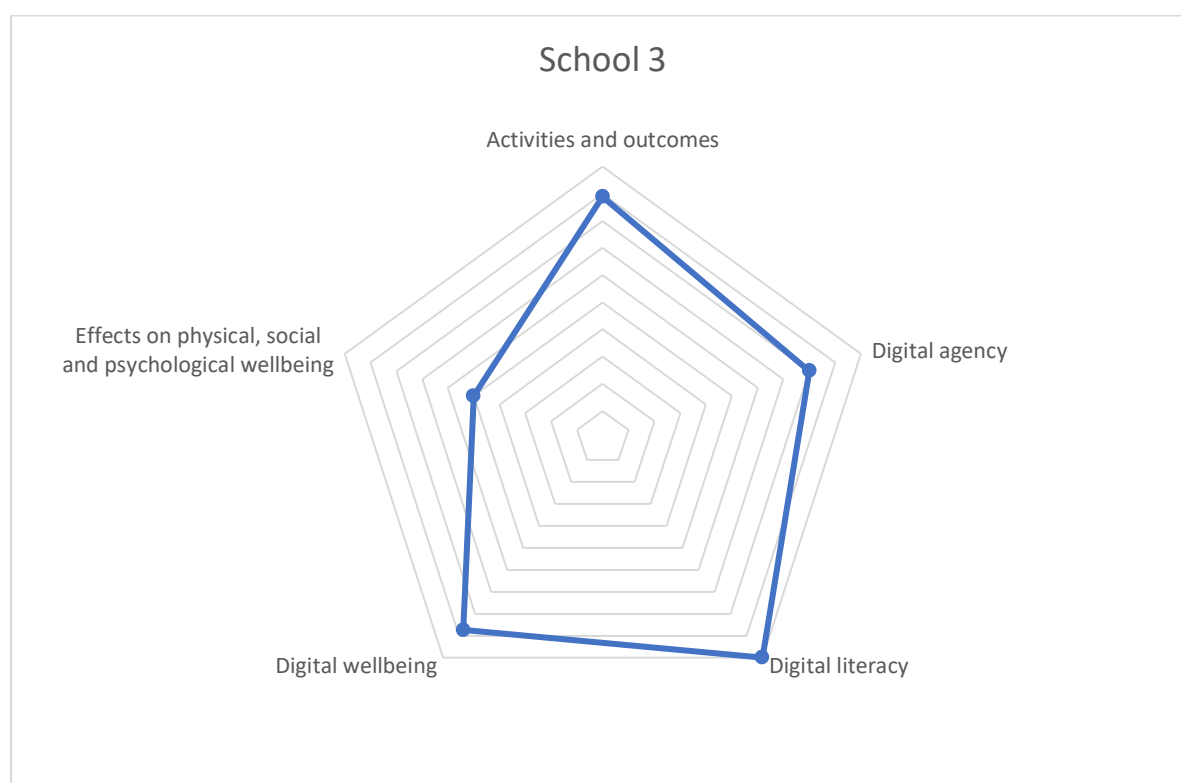 School 3
Activities and outcomes
Effects on physical, social
and psychological wellbeing
Digital agency
Digital wellbeing
Digital literacy